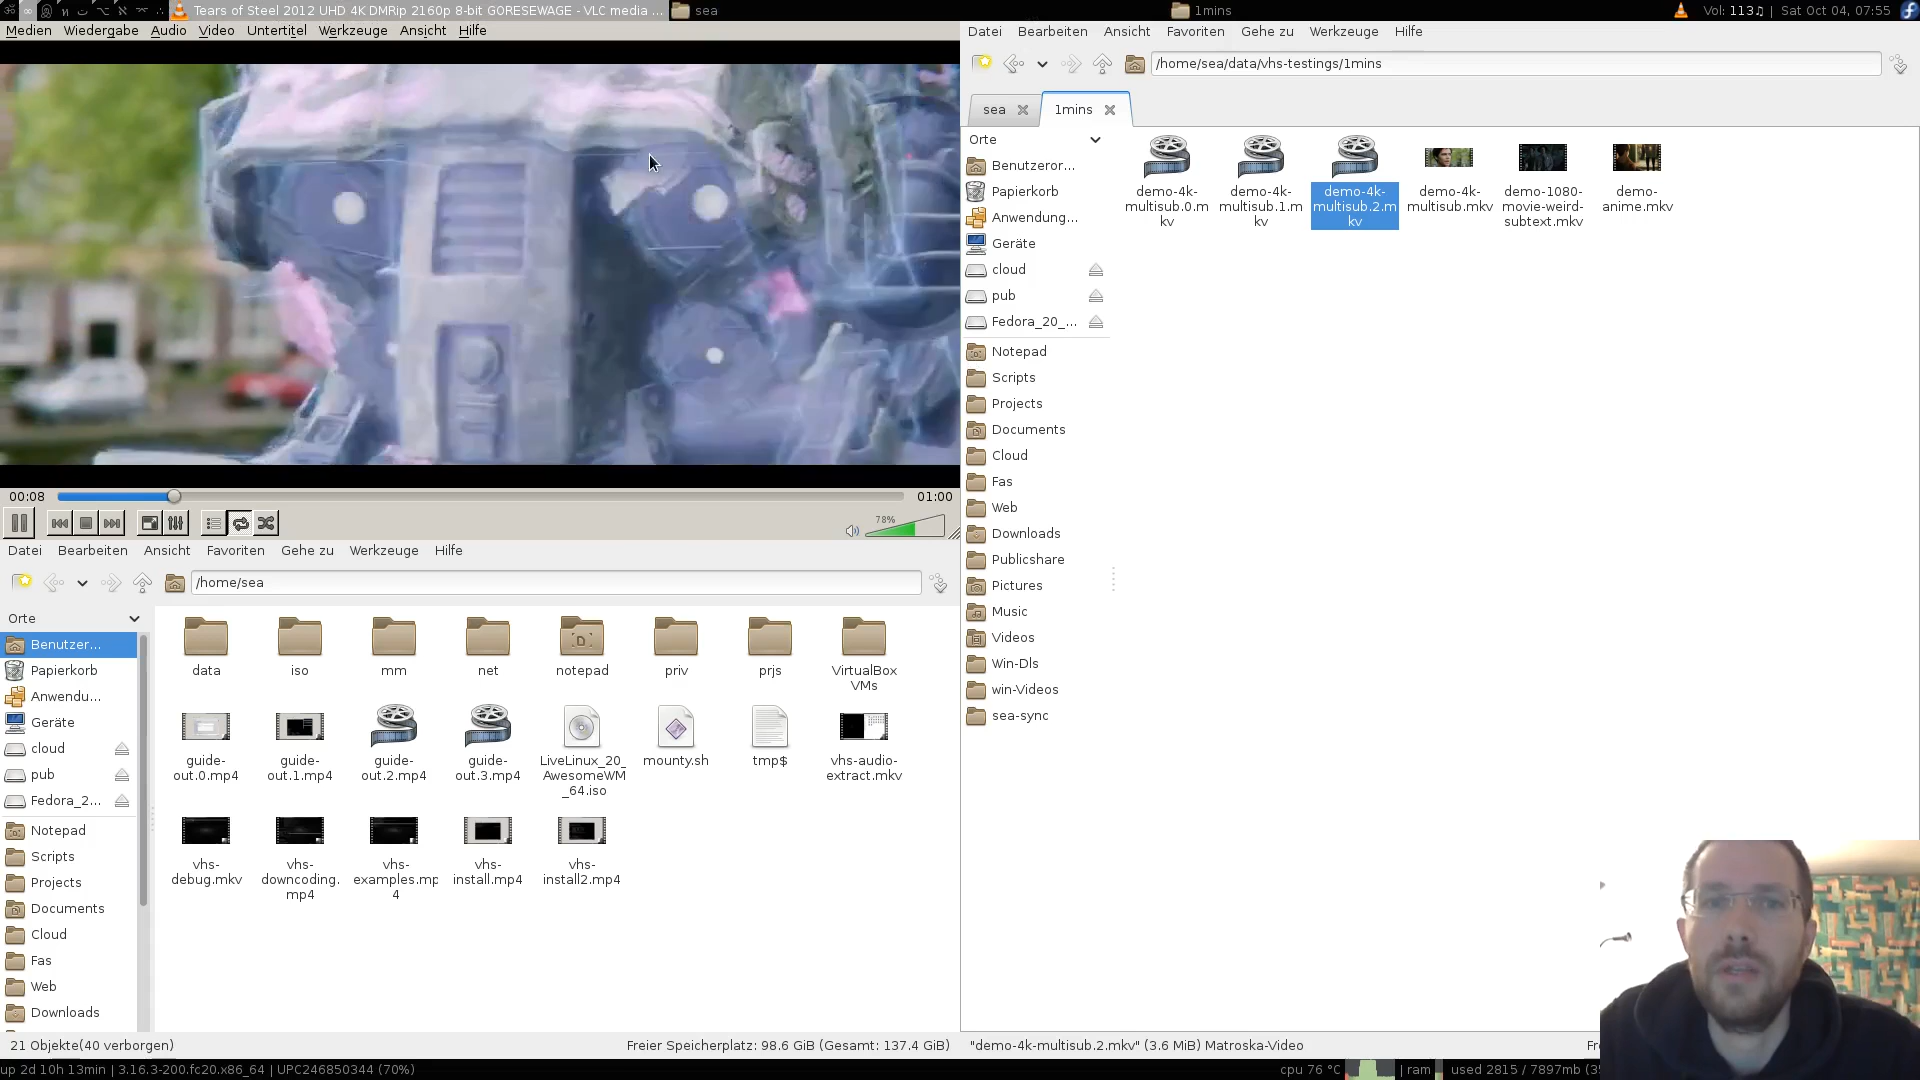 Tears of Steel 2012 UHD 4K DMRip 2160p 8-bit GORESEWAGE - VLC media ...
sea
1mins
Vol: 113♫ | Sat Oct 04, 07:55
Medien Wiedergabe Audio Video Untertitel Werkzeuge Ansicht Hilfe
00:08
01:00
78%
Datei Bearbeiten Ansicht Favoriten Gehe zu Werkzeuge Hilfe
/home/sea
Orte
Benutzer...
Papierkorb
Anwendu...
Geräte
cloud
pub
Fedora_2...
Notepad
Scripts
Projects
Documents
Cloud
Fas
Web
Downloads
data
iso
mm
net
notepad
priv
prjs
VirtualBox
VMs
guide-
out.0.mp4
guide-
out.1.mp4
guide-
out.2.mp4
guide-
out.3.mp4
LiveLinux_20_
AwesomeWM
_64.iso
mounty.sh
tmp$
vhs-audio-
extract.mkv
vhs-
debug.mkv
vhs-
downcoding.
mp4
vhs-
examples.mp
4
vhs-
install.mp4
vhs-
install2.mp4
21 Objekte(40 verborgen)
Freier Speicherplatz: 98.6 GiB (Gesamt: 137.4 GiB)
Datei Bearbeiten Ansicht Favoriten Gehe zu Werkzeuge Hilfe
/home/sea/data/vhs-testings/1mins
sea
1mins
Orte
Benutzeror...
Papierkorb
Anwendung...
Geräte
cloud
pub
Fedora_20_...
Notepad
Scripts
Projects
Documents
Cloud
Fas
Web
Downloads
Publicshare
Pictures
Music
Videos
Win-Dls
win-Videos
sea-sync
demo-4k-
multisub.0.m
kv
demo-4k-
multisub.1.m
kv
demo-4k-
multisub.2.m
kv
demo-4k-
multisub.mkv
demo-1080-
movie-weird-
subtext.mkv
demo-
anime.mkv
"demo-4k-multisub.2.mkv" (3.6 MiB) Matroska-Video
up 2d 10h 13min | 3.16.3-200.fc20.x86_64 | UPC246850344 (70%)
cpu 76 °C
| ram
used 2815 / 7897mb